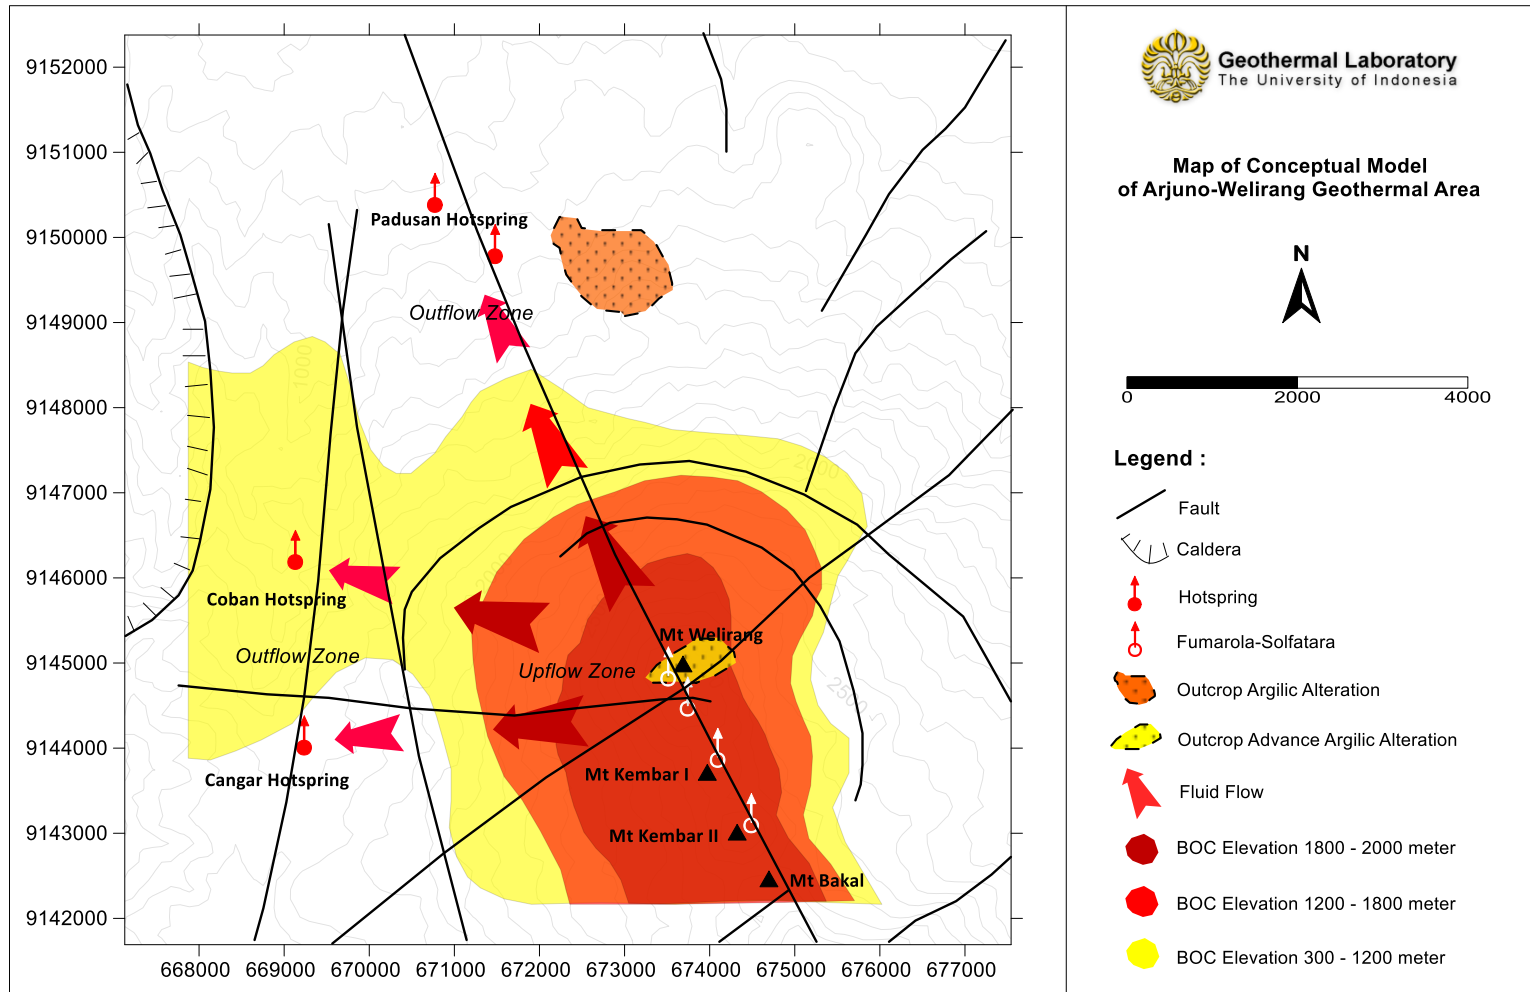 Geothermal Laboratory
The University of Indonesia
Map of Conceptual Model
of Arjuno-Welirang Geothermal Area
N
0 2000 4000
Legend :
Fault
Caldera
Hotspring
Fumarola-Solfatara
Outcrop Argilic Alteration
Outcrop Advance Argilic Alteration
Fluid Flow
BOC Elevation 1800 - 2000 meter
BOC Elevation 1200 - 1800 meter
BOC Elevation 300 - 1200 meter
9152000
9151000
9150000
9149000
9148000
9147000
9146000
9145000
9144000
9143000
9142000
668000 669000 670000 671000 672000 673000 674000 675000 676000 677000
Padusan Hotspring
Outflow Zone
1000
2000
Coban Hotspring
Mt Welirang
Outflow Zone
Upflow Zone
2500
Cangar Hotspring
Mt Kembar I
Mt Kembar II
Mt Bakal